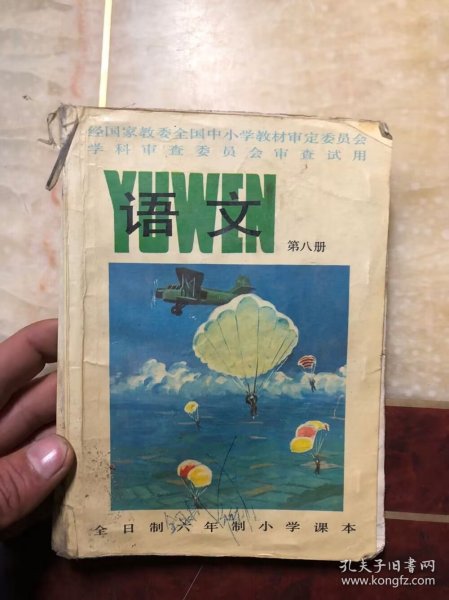 经国家教委全国中小学教材审定委员会
学科审查委员会审查试用
YUWEN
语文
第八册
全日制六年制小学课本
孔夫子旧书网
www.kongfz.com